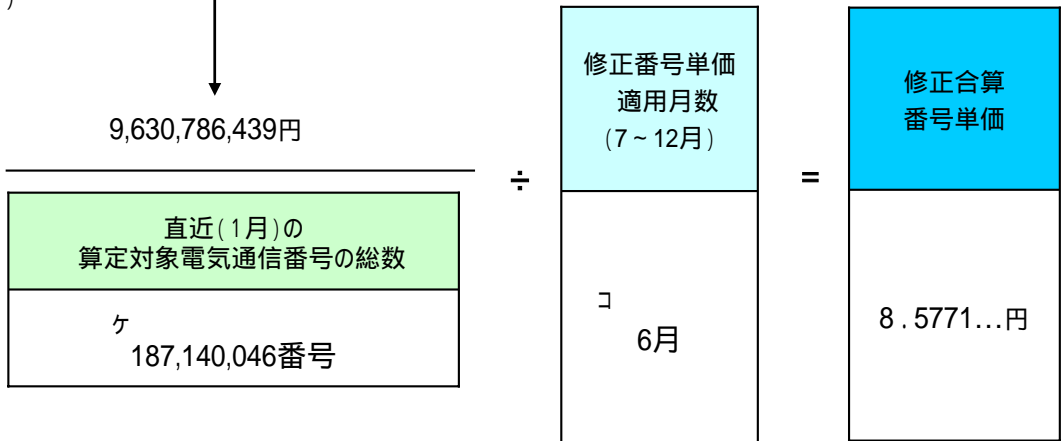 )
9,630,786,439円
直近(1月)の
算定対象電気通信番号の総数
ケ
187,140,046番号
÷
修正番号単価
適用月数
(7~12月)
コ
6月
=
修正合算
番号単価
8.5771...円